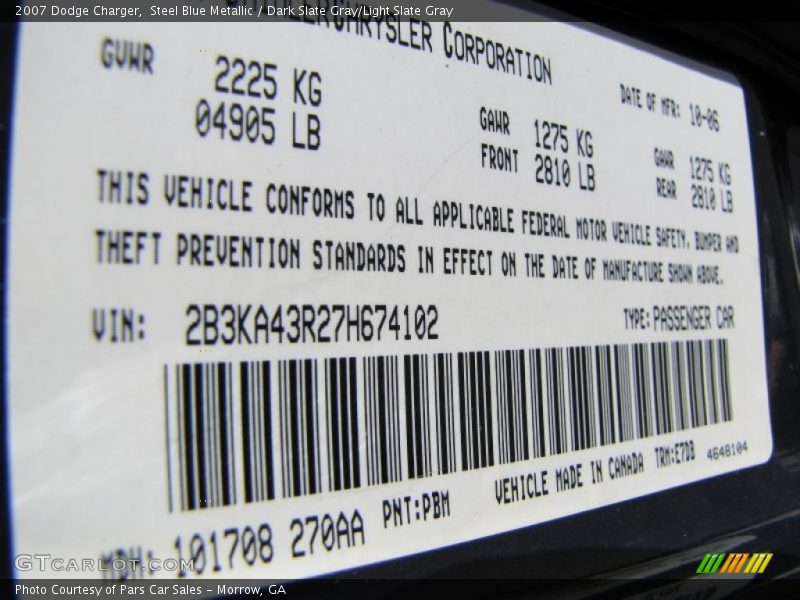 2007 Dodge Charger,  Steel Blue Metallic / Dark Slate Gray/Light Slate Gray
CORPORATION
DATE OF MFR: 10-06
GVWR 2225 KG
04905 LB
GAWR 1275 KG
FRONT 2810 LB
GAWR 1275 KG
REAR 2810 LB
THIS VEHICLE CONFORMS TO ALL APPLICABLE FEDERAL MOTOR VEHICLE SAFETY, BUMPER AND
THEFT PREVENTION STANDARDS IN EFFECT ON THE DATE OF MANUFACTURE SHOWN ABOVE.
VIN: 2B3KA43R27H674102 TYPE: PASSENGER CAR
VEHICLE MADE IN CANADA TRM:E7DB 4648104
MDH: 101708 270AA PNT:PBM
GTCarLot.com
Photo Courtesy of Pars Car Sales – Morrow, GA